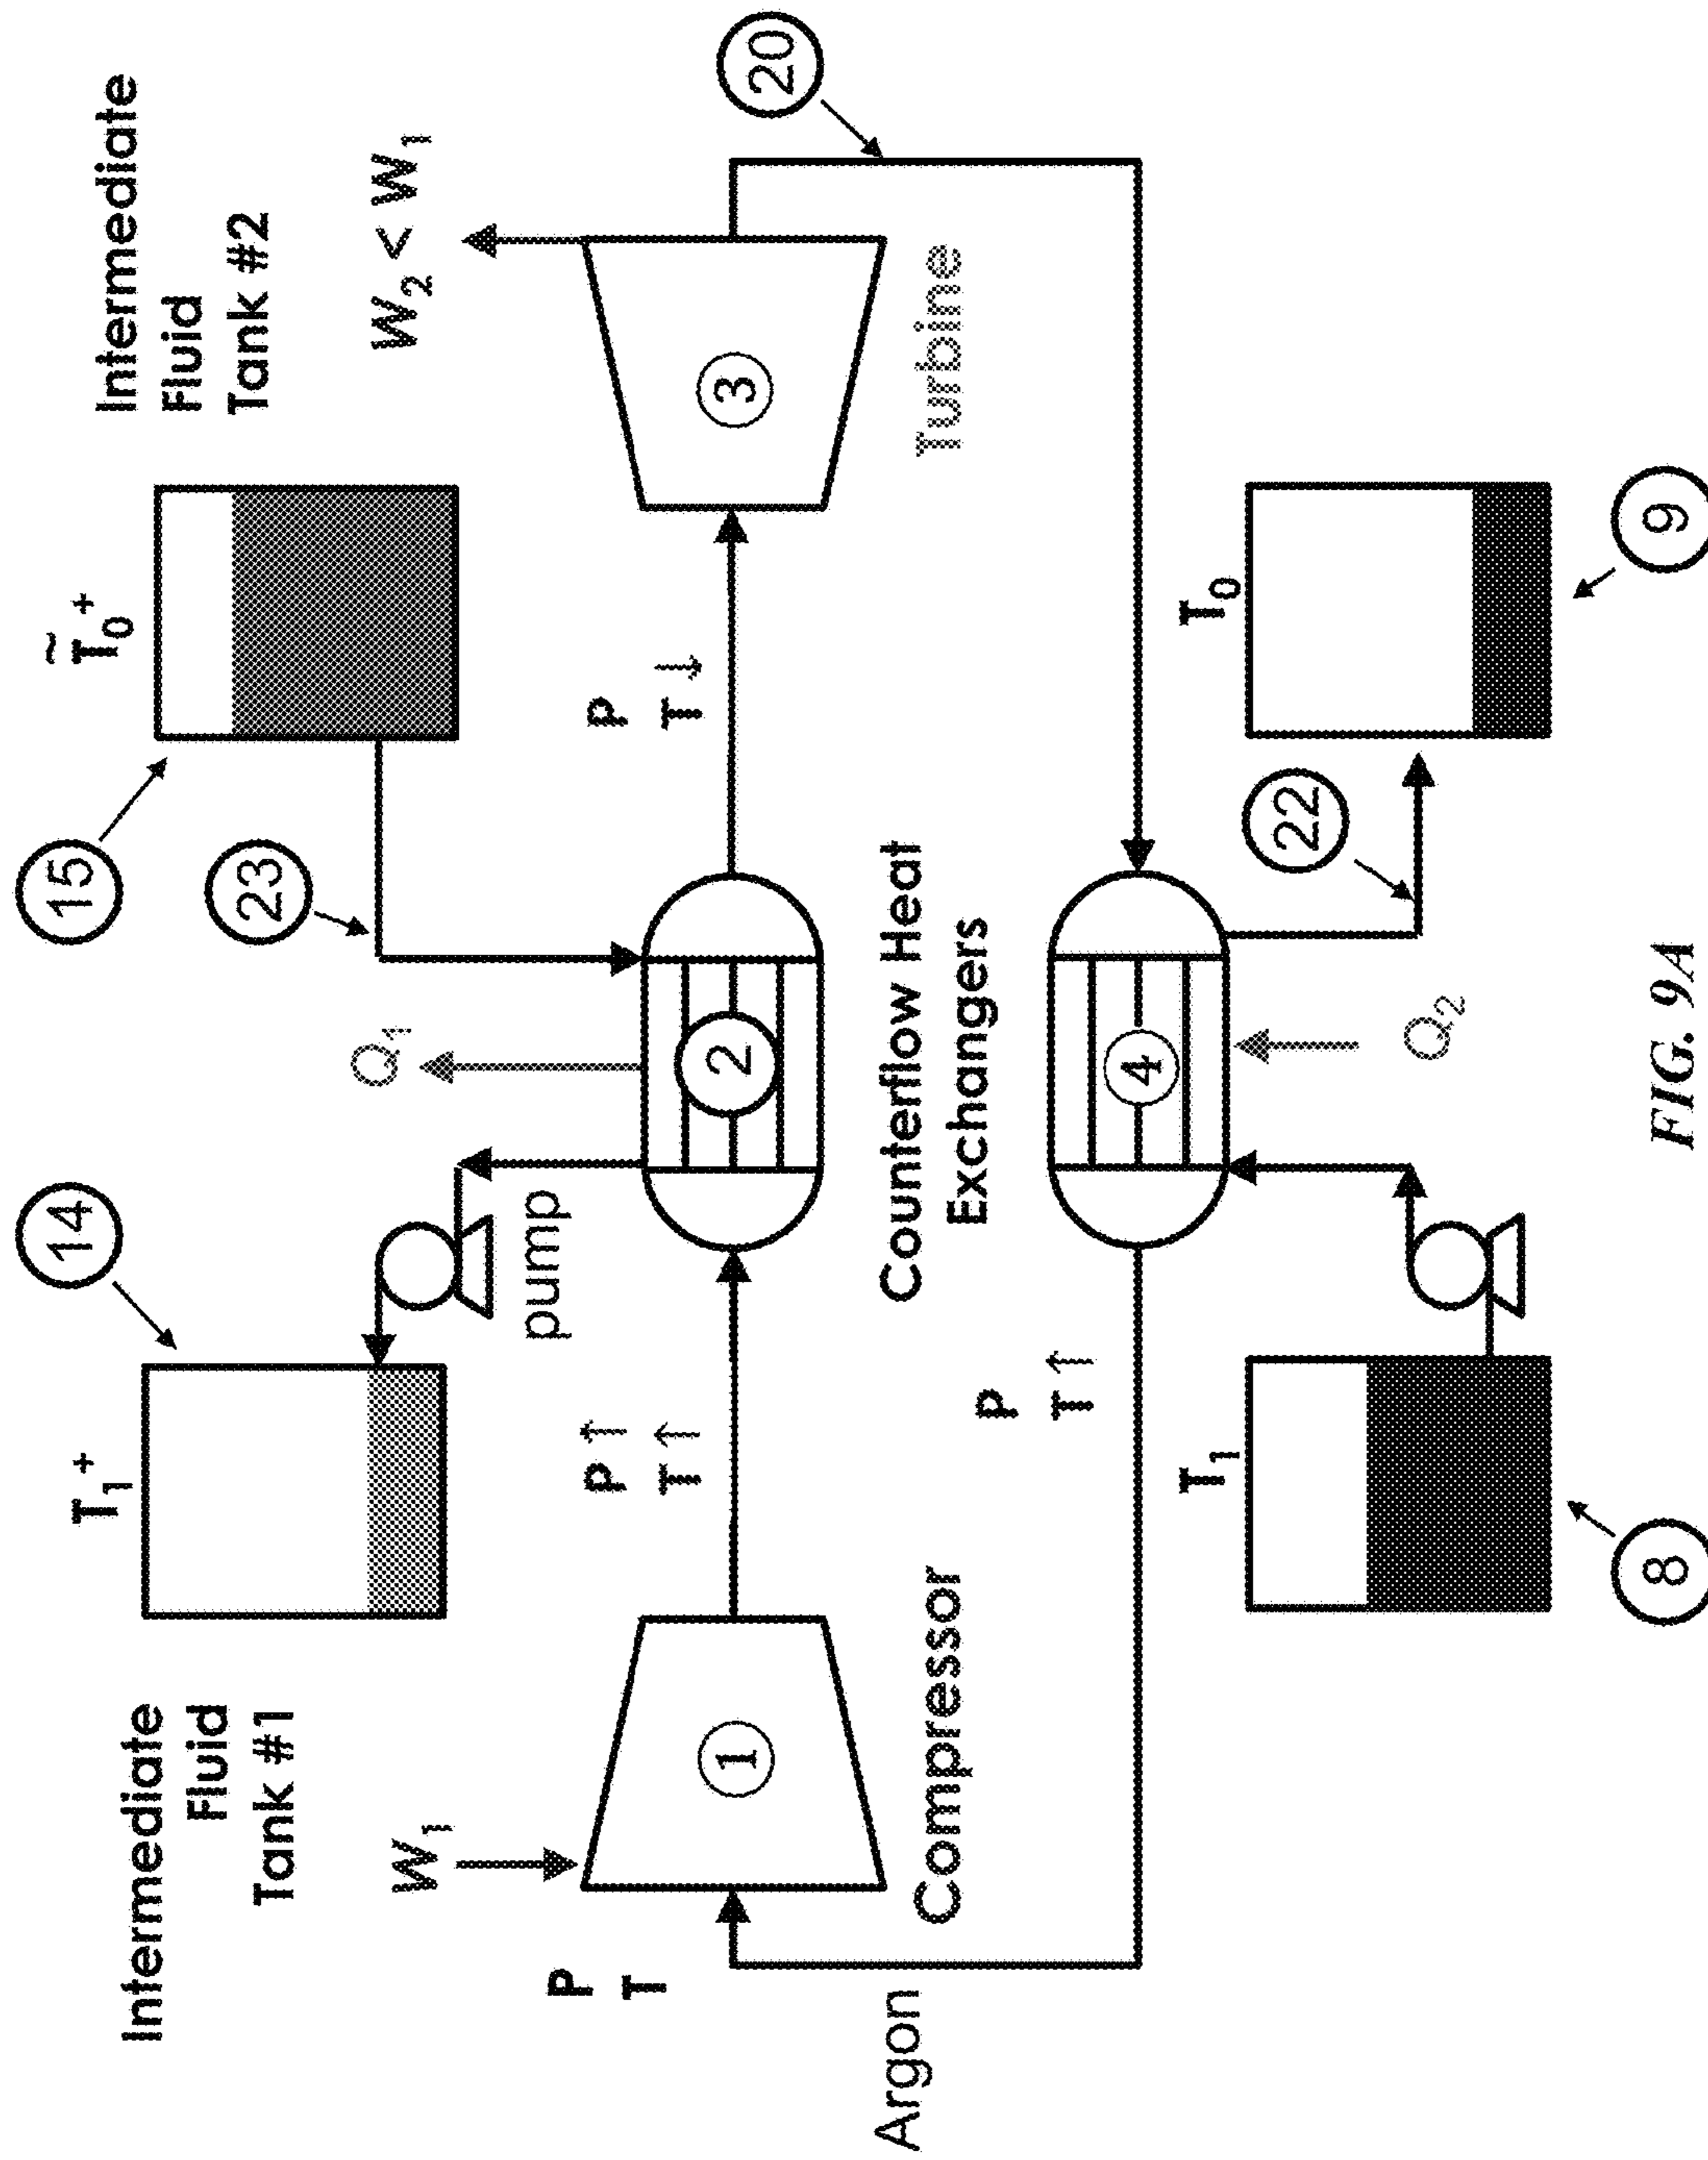 Intermediate
Fluid
Tank #1
T₁⁺
14
15
T̃₀⁺
Intermediate
Fluid
Tank #2
23
W₁
pump
Q₁
W₂ < W₁
P
T
P↑
T↑
P
T↓
1
2
3
20
Argon
Compressor
Counterflow Heat
Exchangers
Turbine
P
T↑
4
T₁
Q₂
22
T₀
8
9
FIG. 9A